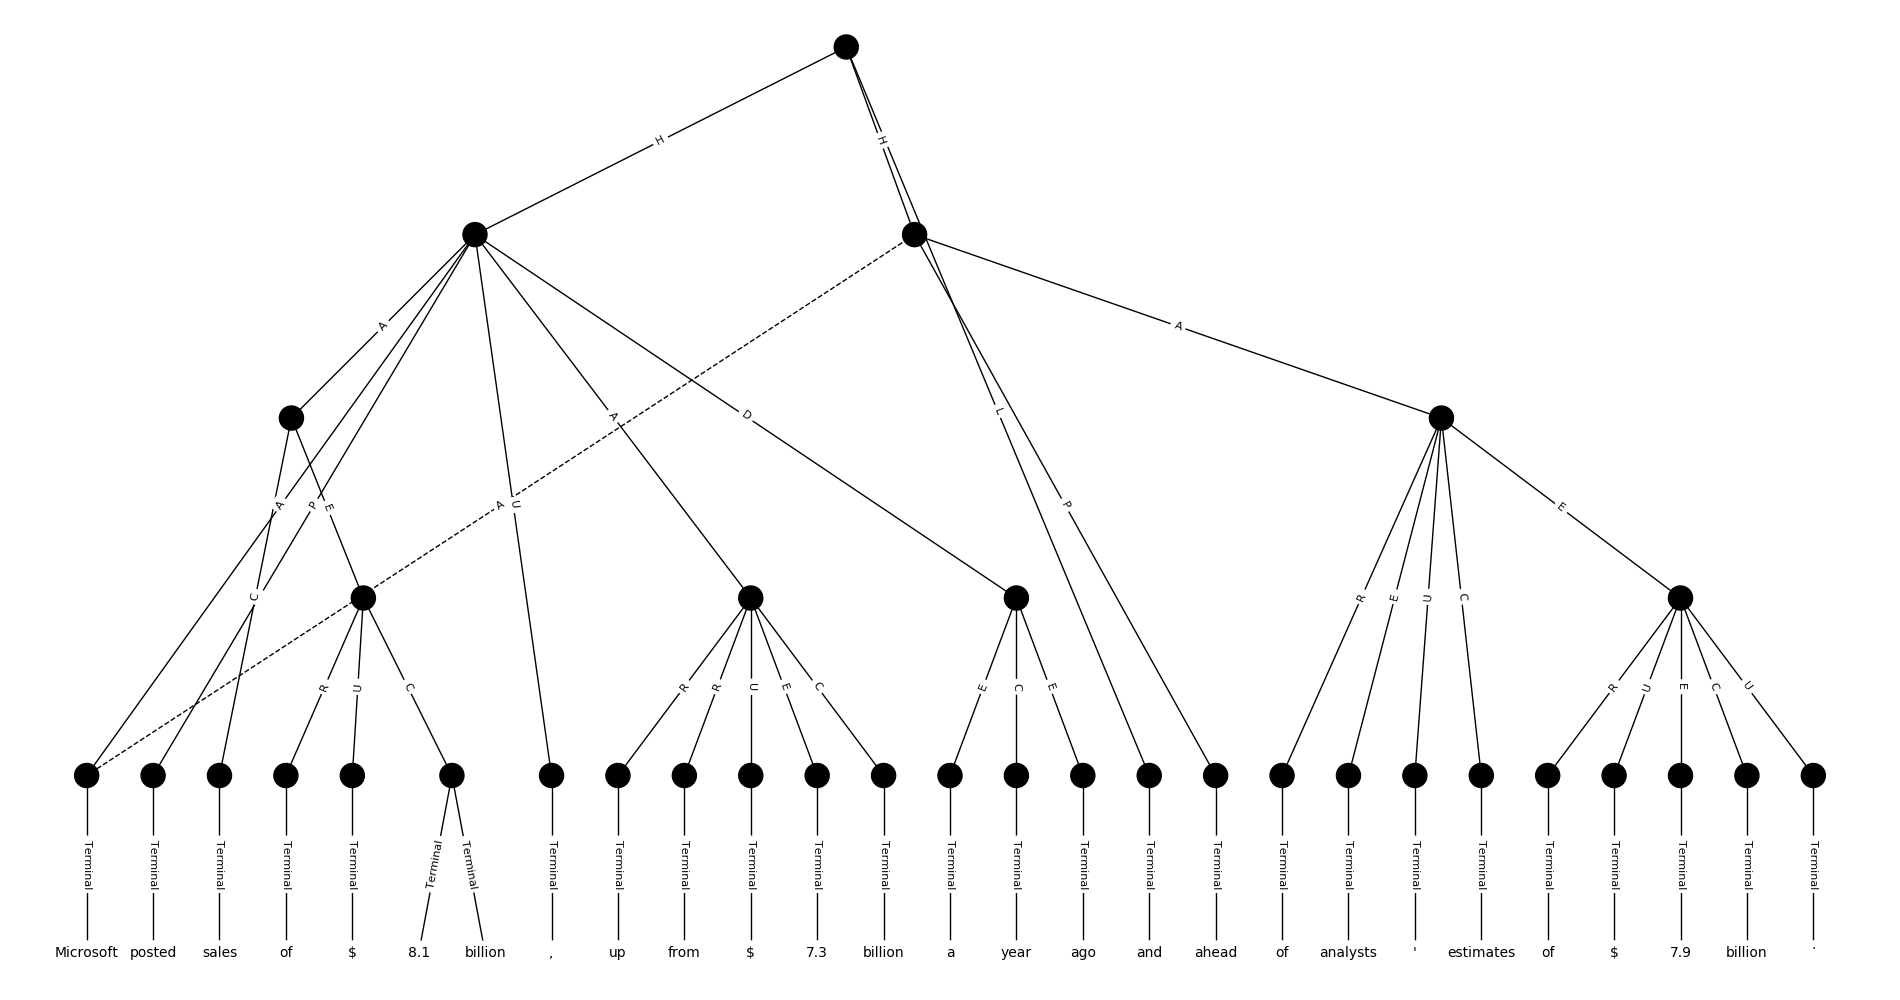 H
H
A
A
A
D
L
A
P
E
A
U
P
E
C
R
E
U
C
R
U
C
R
R
U
E
C
E
C
E
R
U
E
C
U
Terminal Terminal Terminal Terminal Terminal Terminal Terminal Terminal Terminal Terminal Terminal Terminal Terminal Terminal Terminal Terminal Terminal Terminal Terminal Terminal Terminal Terminal Terminal Terminal Terminal Terminal Terminal
Microsoft posted sales of $ 8.1 billion , up from $ 7.3 billion a year ago and ahead of analysts ' estimates of $ 7.9 billion .